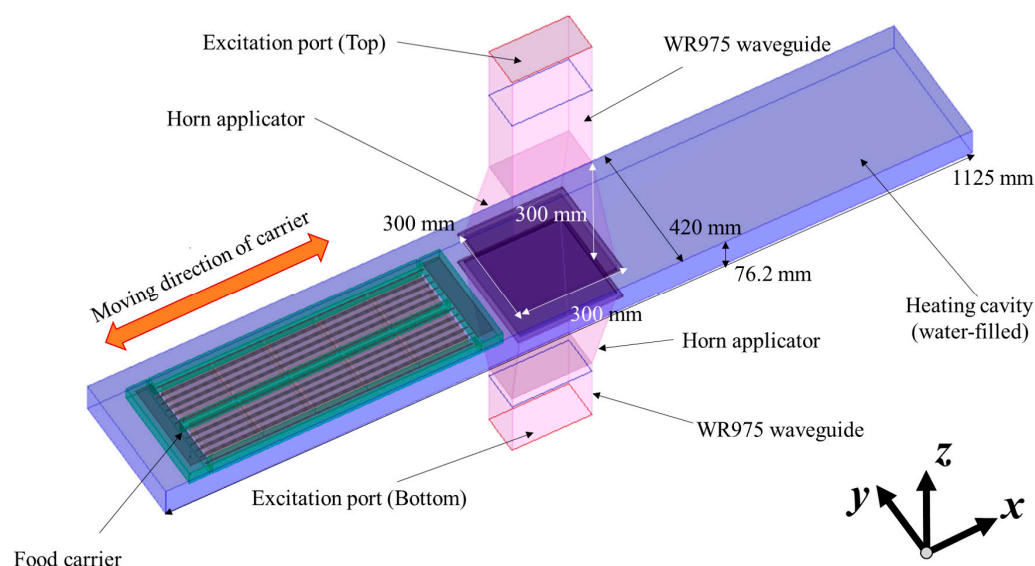 Excitation port (Top)
WR975 waveguide
Horn applicator
1125 mm
300 mm
300 mm
420 mm
76.2 mm
Moving direction of carrier
300 mm
Heating cavity
(water-filled)
Horn applicator
WR975 waveguide
Excitation port (Bottom)
Food carrier
z
y
x